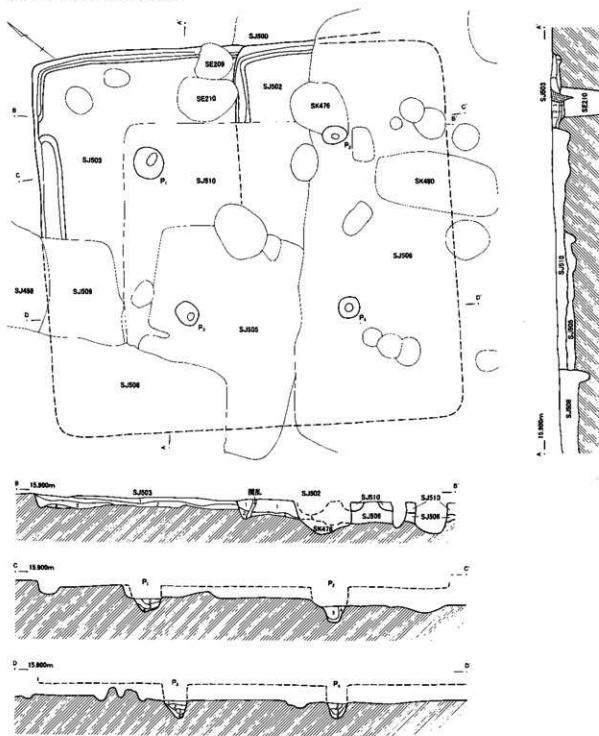 A'
SJ500
SE209
SE210
SJ502
SK476
B
B'
C'
P₂
SJ503
P₁
SJ510
SK480
C
SJ506
SJ498
SJ509
D
D'
P₃
SJ505
P₄
SJ508
A
A'
SJ503
SE210
SJ510
SJ505
SJ508
A 15.900m
B 15.900m
SJ503
攪乱
SJ502
SJ510
SJ510
B'
SJ506
SJ506
SK476
C 15.900m
P₁
P₂
C'
D 15.900m
P₃
P₄
D'